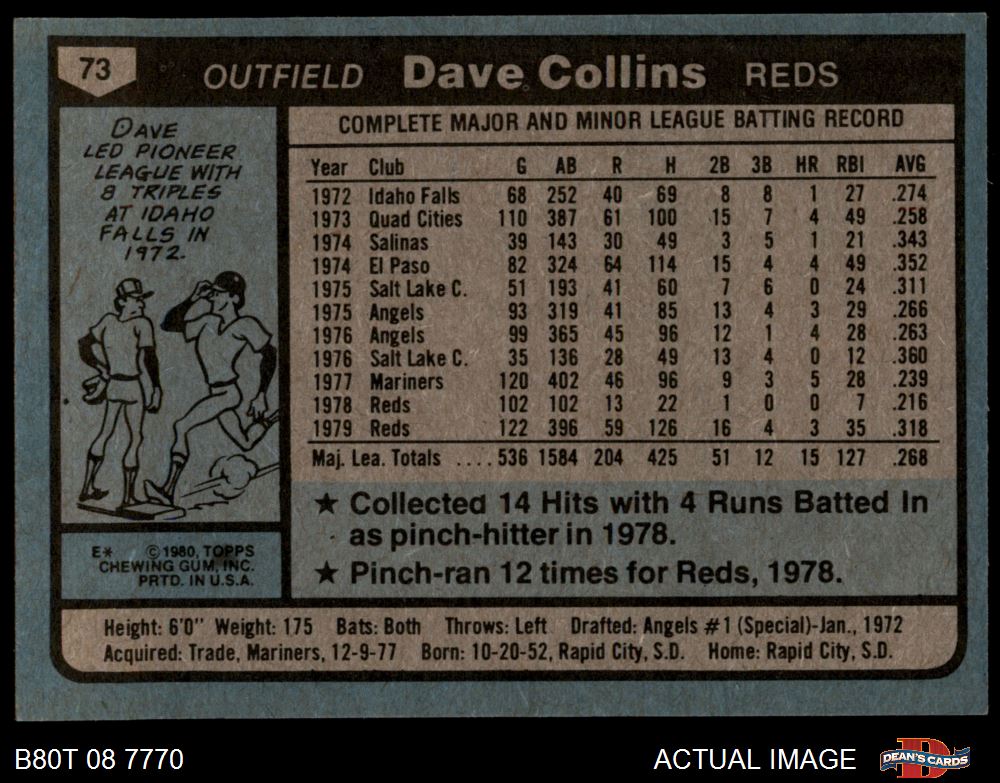 73 OUTFIELD Dave Collins REDS
DAVE
LED PIONEER
LEAGUE WITH
8 TRIPLES
AT IDAHO
FALLS IN
1972.
E* © 1980, TOPPS
CHEWING GUM, INC.
PRTD. IN U.S.A.
COMPLETE MAJOR AND MINOR LEAGUE BATTING RECORD
Year Club G AB R H 2B 3B HR RBI AVG
1972 Idaho Falls 68 252 40 69 8 8 1 27 .274
1973 Quad Cities 110 387 61 100 15 7 4 49 .258
1974 Salinas 39 143 30 49 3 5 1 21 .343
1974 El Paso 82 324 64 114 15 4 4 49 .352
1975 Salt Lake C. 51 193 41 60 7 6 0 24 .311
1975 Angels 93 319 41 85 13 4 3 29 .266
1976 Angels 99 365 45 96 12 1 4 28 .263
1976 Salt Lake C. 35 136 28 49 13 4 0 12 .360
1977 Mariners 120 402 46 96 9 3 5 28 .239
1978 Reds 102 102 13 22 1 0 0 7 .216
1979 Reds 122 396 59 126 16 4 3 35 .318
Maj. Lea. Totals .... 536 1584 204 425 51 12 15 127 .268
★ Collected 14 Hits with 4 Runs Batted In
as pinch-hitter in 1978.
★ Pinch-ran 12 times for Reds, 1978.
Height: 6'0" Weight: 175 Bats: Both Throws: Left Drafted: Angels #1 (Special)-Jan., 1972
Acquired: Trade, Mariners, 12-9-77 Born: 10-20-52, Rapid City, S.D. Home: Rapid City, S.D.
B80T 08 7770 ACTUAL IMAGE DEAN'S CARDS